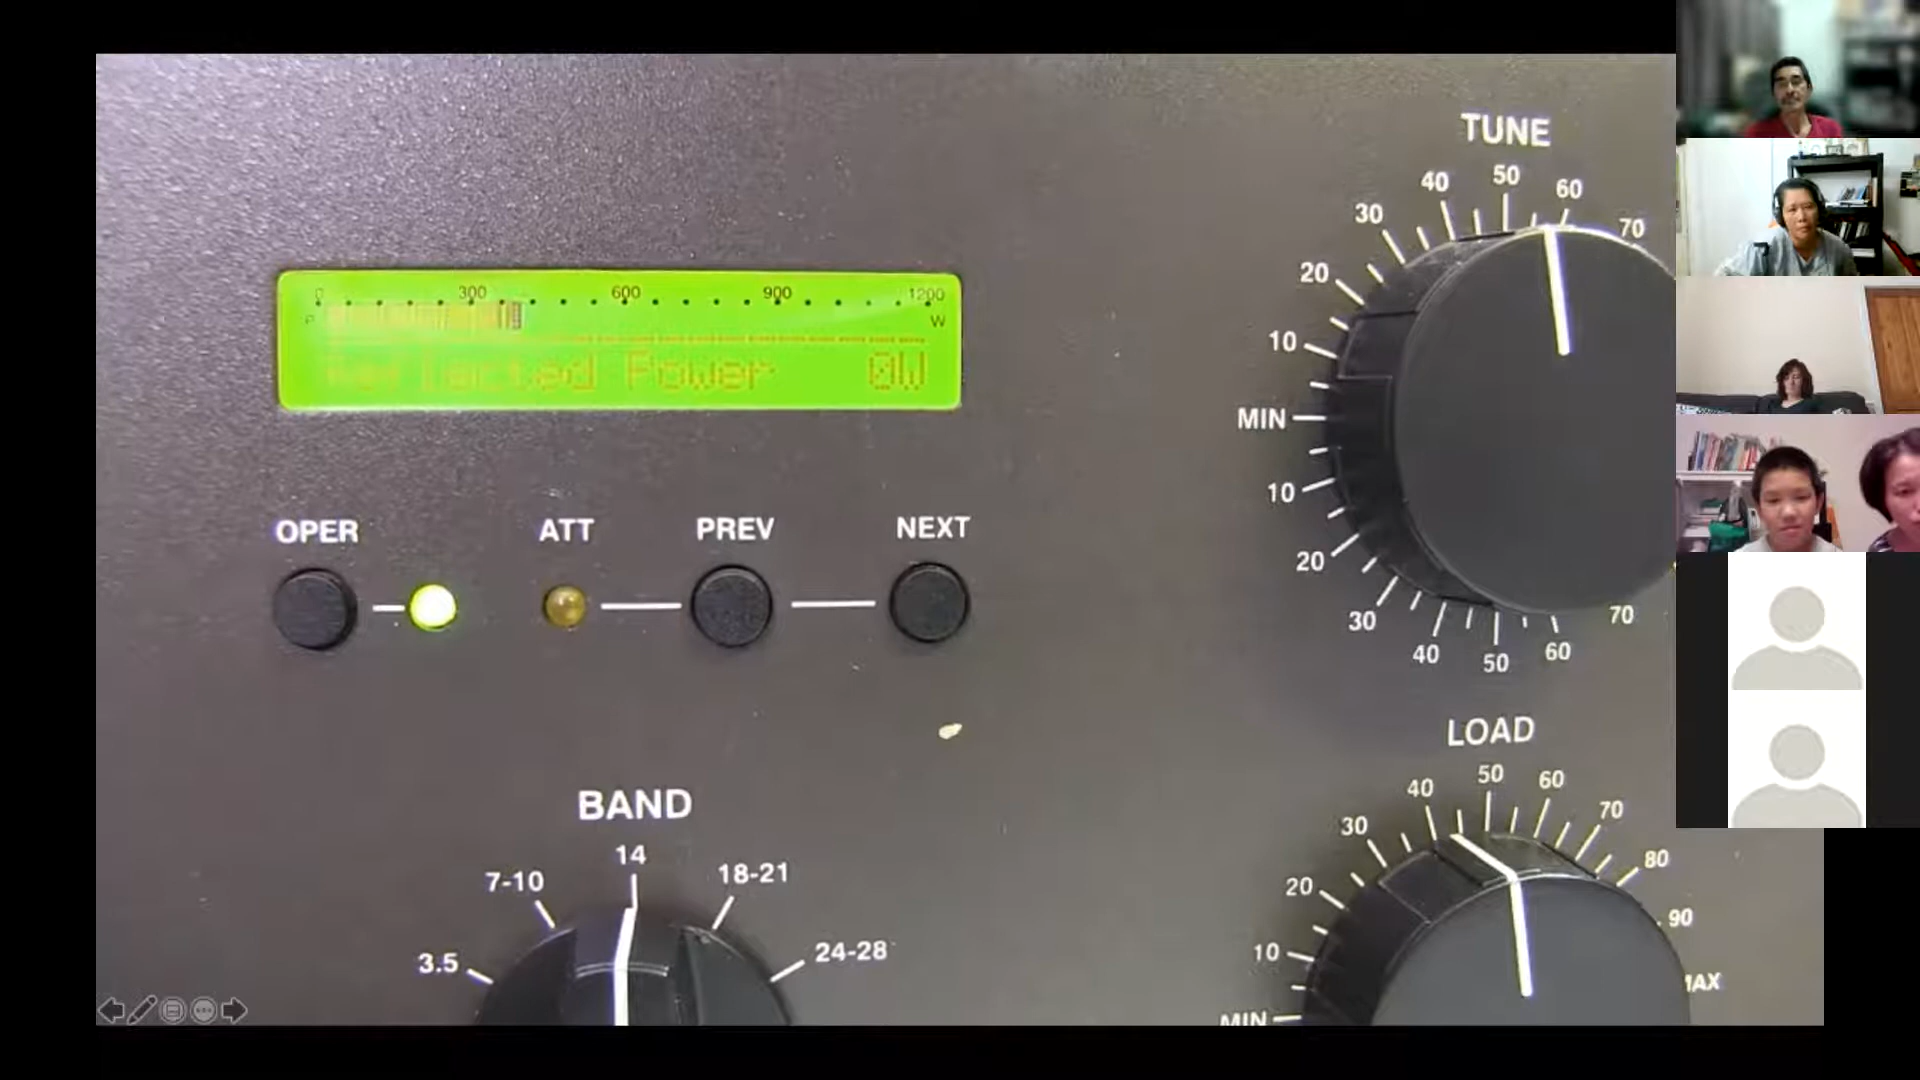 TUNE
40 50 60
30 70
20
10
MIN
10
20
30 70
40 50 60
0 300 600 900 1200
P W
Reflected Power 0W
OPER ATT PREV NEXT
LOAD
40 50 60
30 70
20 80
10 90
MIN
BAND
14
7-10 18-21
3.5 24-28